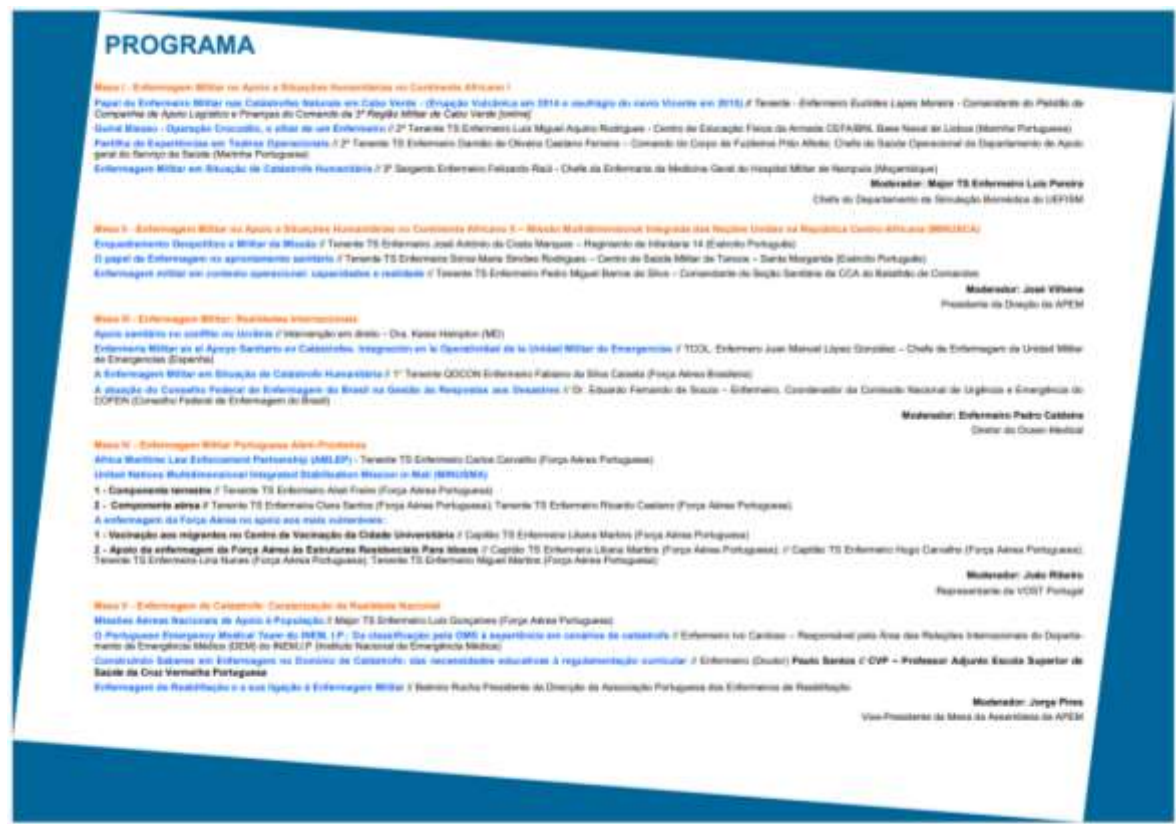 PROGRAMA
Mesa I - Enfermagem Militar no Apoio a Situações Humanitárias no Continente Africano I
Papel do Enfermeiro Militar nas Catástrofes Naturais em Cabo Verde - (Erupção Vulcânica em 2014 e naufrágio do navio Vicente em 2015) // Tenente - Enfermeiro Euclides Lopes Moreira - Comandante do Pelotão da
Companhia de Apoio Logístico e Finanças do Comando da 3ª Região Militar de Cabo Verde [online]
Guiné Bissau - Operação Crocodilo, o olhar de um Enfermeiro // 2º Tenente TS Enfermeiro Luís Miguel Aquino Rodrigues - Centro de Educação Física da Armada CEFA/BNL Base Naval de Lisboa (Marinha Portuguesa)
Partilha de Experiências em Teatros Operacionais // 2º Tenente TS Enfermeiro Damião de Oliveira Caetano Ferreira – Comando do Corpo de Fuzileiros Pólo Alfeite; Chefe da Saúde Operacional do Departamento de Apoio
geral do Serviço de Saúde (Marinha Portuguesa)
Enfermagem Militar em Situação de Catástrofe Humanitária // 3º Sargento Enfermeiro Felizardo Raúl - Chefe da Enfermaria da Medicina Geral do Hospital Militar de Nampula (Moçambique)
Moderador: Major TS Enfermeiro Luís Pereira
Chefe do Departamento de Simulação Biomédica do UEFISM
Mesa II - Enfermagem Militar no Apoio a Situações Humanitárias no Continente Africano II – Missão Multidimensional Integrada das Nações Unidas na República Centro-Africana (MINUSCA)
Enquadramento Geopolítico e Militar da Missão // Tenente TS Enfermeiro José António da Costa Marques – Regimento de Infantaria 14 (Exército Português)
O papel do Enfermagem no aprontamento sanitário // Tenente TS Enfermeira Sónia Maria Simões Rodrigues – Centro de Saúde Militar de Tancos – Santa Margarida (Exército Português)
Enfermagem militar em contexto operacional: capacidades e realidade // Tenente TS Enfermeiro Pedro Miguel Barros da Silva – Comandante da Seção Sanitária da CCA do Batalhão de Comandos
Moderador: José Vilhena
Presidente da Direção da APEM
Mesa III - Enfermagem Militar: Realidades Internacionais
Apoio sanitário no conflito na Ucrânia // Intervenção em direto – Dra. Hampton (MD)
Enfermería Militar en el Apoyo Sanitario en Catástrofes. Integración en la Operatividad de la Unidad Militar de Emergencias // TCOL. Enfermero Juan Manuel López González – Chefe de Enfermagem da Unidad Militar
de Emergencias (Espanha)
A Enfermagem Militar em Situação de Catástrofe Humanitária // 1º Tenente QOCON Enfermeiro Fabiano da Silva (Força Aérea Brasileira)
A atuação do Conselho Federal de Enfermagem do Brasil na Gestão de Respostas aos Desastres // Dr. Eduardo Fernando de Souza – Enfermeiro, Coordenador da Comissão Nacional de Urgência e Emergência do
COFEN (Conselho Federal de Enfermagem do Brasil)
Moderador: Enfermeiro Pedro Caldeira
Diretor da Ocean Medical
Mesa IV - Enfermagem Militar Portuguesa Além-Fronteiras
Africa Maritime Law Enforcement Partnership (AMLEP) - Tenente TS Enfermeiro Carlos Carvalho (Força Aérea Portuguesa)
United Nations Multidimensional Integrated Stabilisation Mission in Mali (MINUSMA)
1 - Componente terrestre // Tenente TS Enfermeiro Freire (Força Aérea Portuguesa)
2 - Componente aérea // Tenente TS Enfermeira Clara Santos (Força Aérea Portuguesa); Tenente TS Enfermeiro Ricardo Caetano (Força Aérea Portuguesa)
A enfermagem da Força Aérea no apoio aos mais vulneráveis:
1 - Vacinação aos migrantes no Centro de Vacinação da Cidade Universitária // Capitão TS Enfermeira Liliana Martins (Força Aérea Portuguesa)
2 - Apoio da enfermagem da Força Aérea às Estruturas Residenciais Para Idosos // Capitão TS Enfermeira Liliana Martins (Força Aérea Portuguesa); // Capitão TS Enfermeiro Hugo Carvalho (Força Aérea Portuguesa);
Tenente TS Enfermeira Lina Nunes (Força Aérea Portuguesa); Tenente TS Enfermeiro Miguel Martins (Força Aérea Portuguesa)
Moderador: João Ribeiro
Representante da VOST Portugal
Mesa V - Enfermagem de Catástrofe: Caraterização da Realidade Nacional
Missões Aéreas Nacionais de Apoio à População // Major TS Enfermeiro Luís Gonçalves (Força Aérea Portuguesa)
O Portuguese Emergency Medical Team do INEM, I.P.: Da classificação pela OMS à experiência em cenários de catástrofe // Enfermeiro Ivo Cardoso – Responsável pela Área das Relações Internacionais do Departa-
mento de Emergência Médica (DEM) do INEM,I.P (Instituto Nacional de Emergência Médica)
Construindo Saberes em Enfermagem no Domínio de Catástrofe: das necessidades educativas à regulamentação curricular // Enfermeiro (Doutor) Paulo Santos // CVP – Professor Adjunto Escola Superior de
Saúde da Cruz Vermelha Portuguesa
Enfermagem de Reabilitação e a sua ligação à Enfermagem Militar // Belmiro Rocha Presidente da Direcção da Associação Portuguesa dos Enfermeiros de Reabilitação
Moderador: Jorge Pires
Vice-Presidente da Mesa da Assembleia da APEM